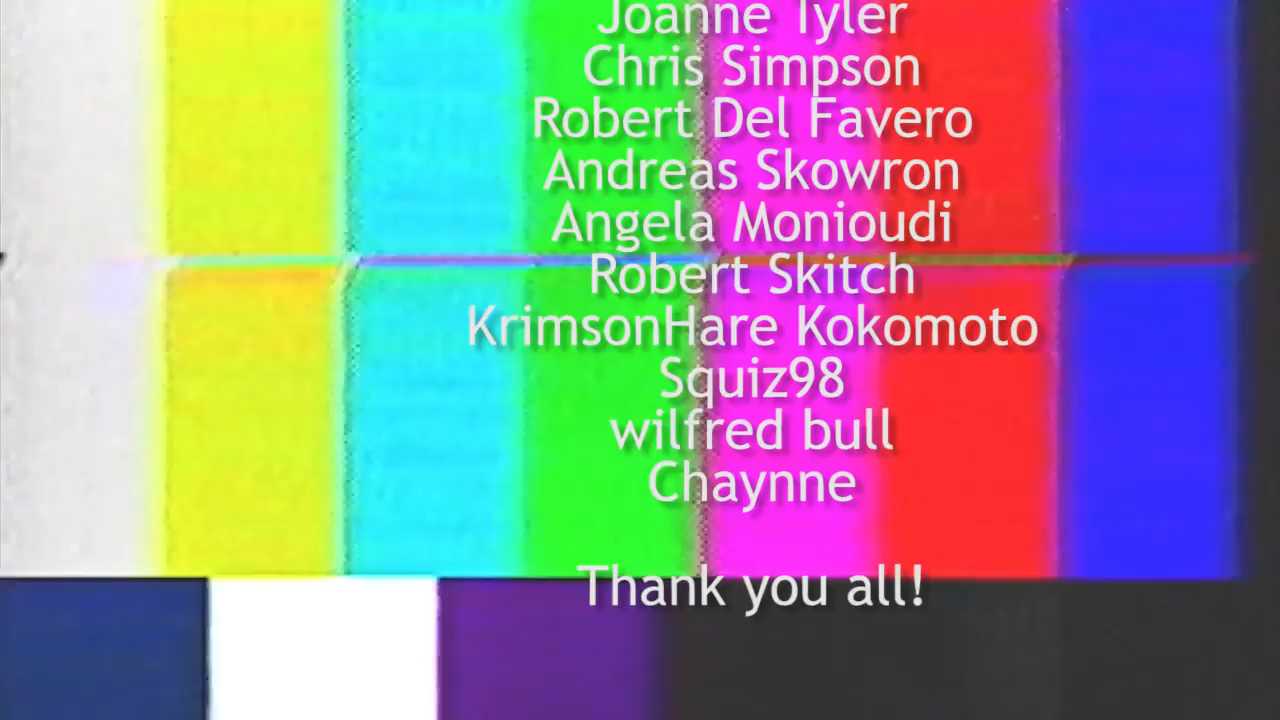 Joanne Tyler
Chris Simpson
Robert Del Favero
Andreas Skowron
Angela Monioudi
Robert Skitch
KrimsonHare Kokomoto
Squiz98
wilfred bull
Chaynne
Thank you all!